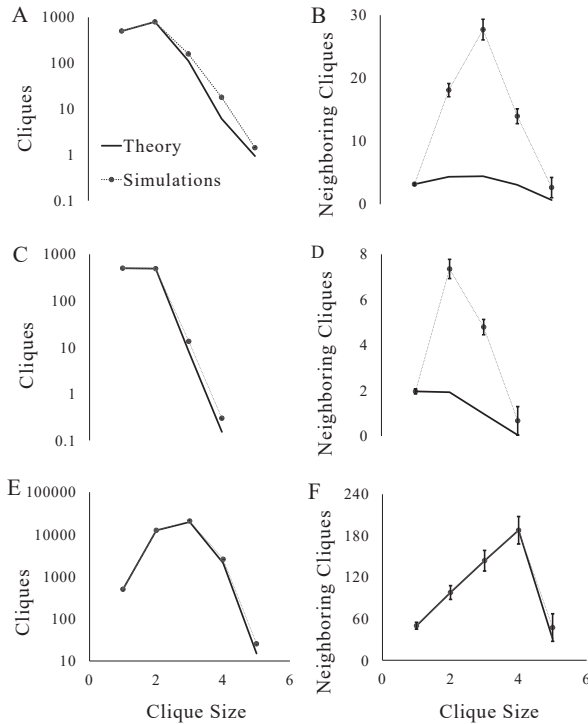 A
1000
100
10
1
0.1
Cliques
Theory
Simulations
B
30
20
10
0
Neighboring Cliques
C
1000
100
10
1
0.1
Cliques
D
8
6
4
2
0
Neighboring Cliques
E
100000
10000
1000
100
10
Cliques
0 2 4 6
Clique Size
F
240
180
120
60
0
Neighboring Cliques
0 2 4 6
Clique Size